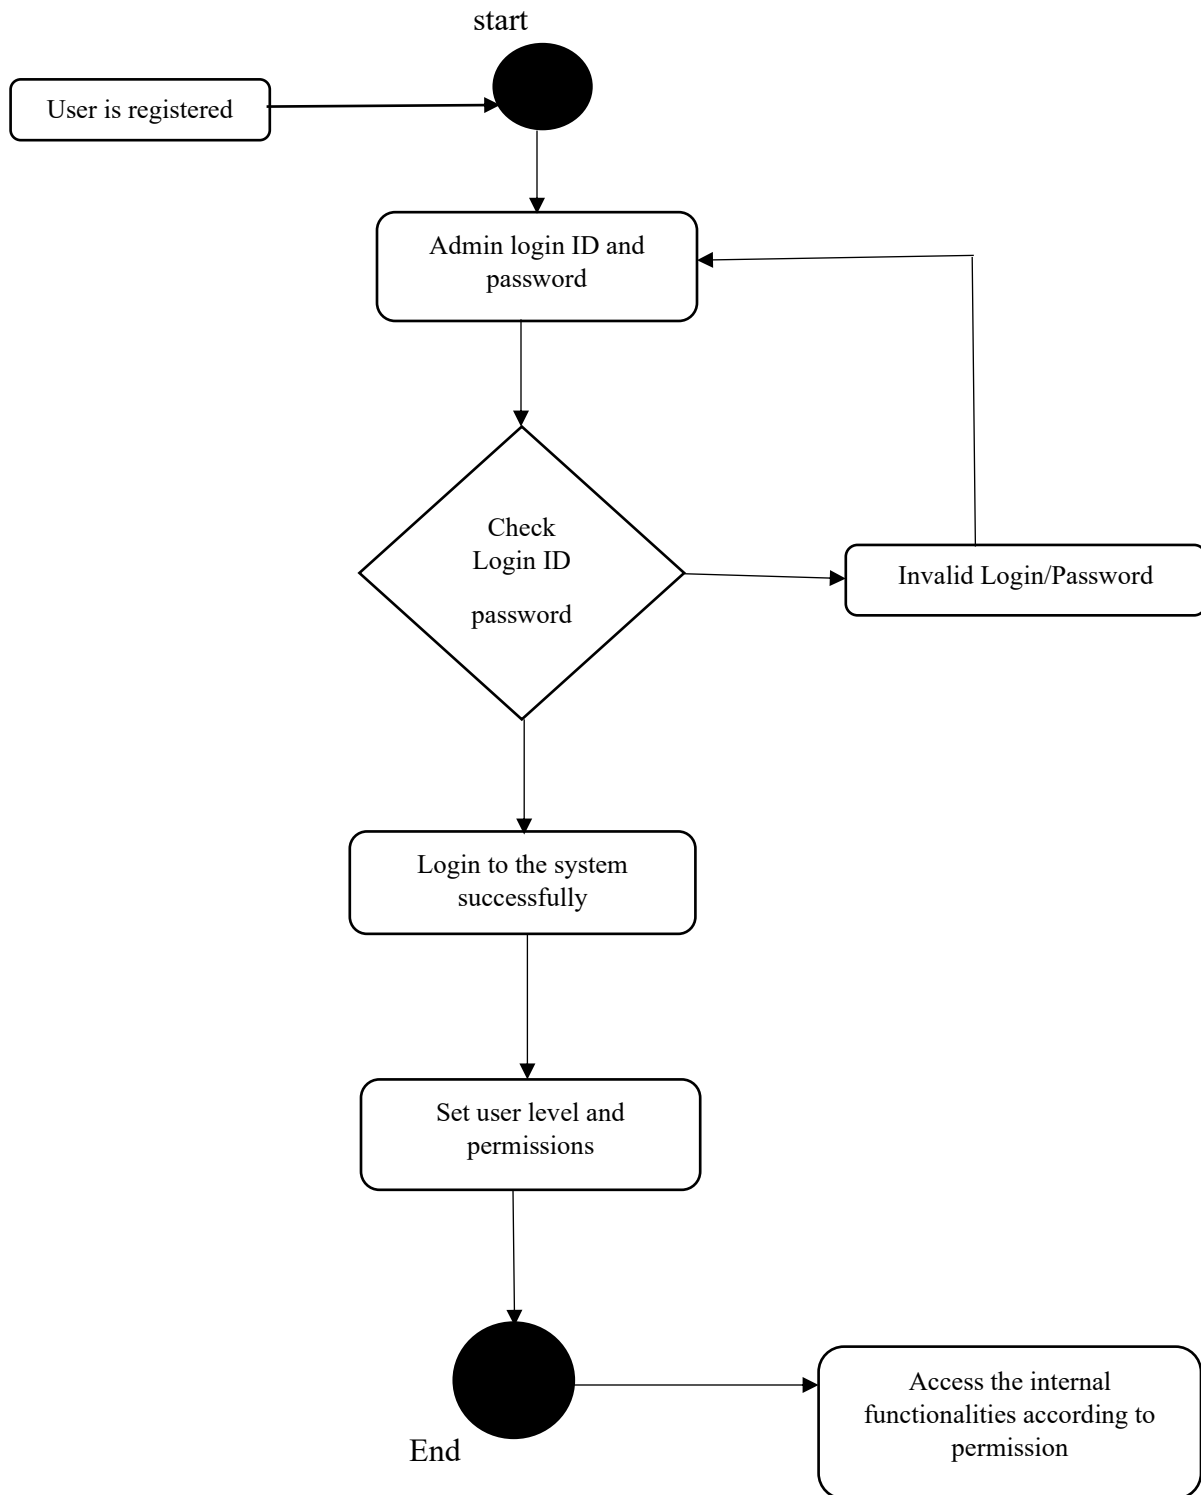 start
User is registered
Admin login ID and
password
Check
Login ID
password
Invalid Login/Password
Login to the system
successfully
Set user level and
permissions
End
Access the internal
functionalities according to
permission